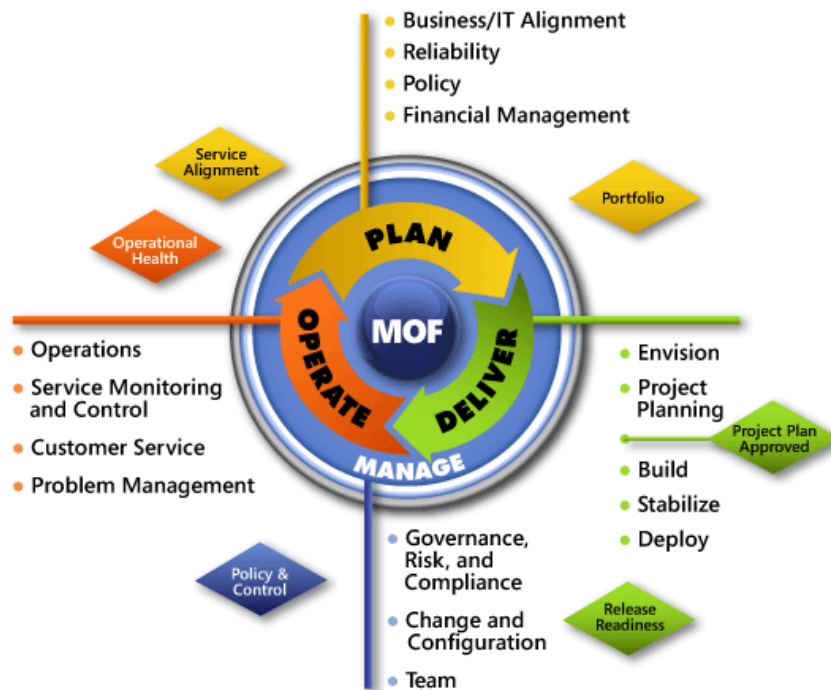 Business/IT Alignment
Reliability
Policy
Financial Management
Service
Alignment
Portfolio
Operational
Health
PLAN
MOF
OPERATE
DELIVER
MANAGE
Operations
Service Monitoring
and Control
Customer Service
Problem Management
Envision
Project
Planning
Project Plan
Approved
Build
Stabilize
Deploy
Policy &
Control
Governance,
Risk, and
Compliance
Change and
Configuration
Team
Release
Readiness